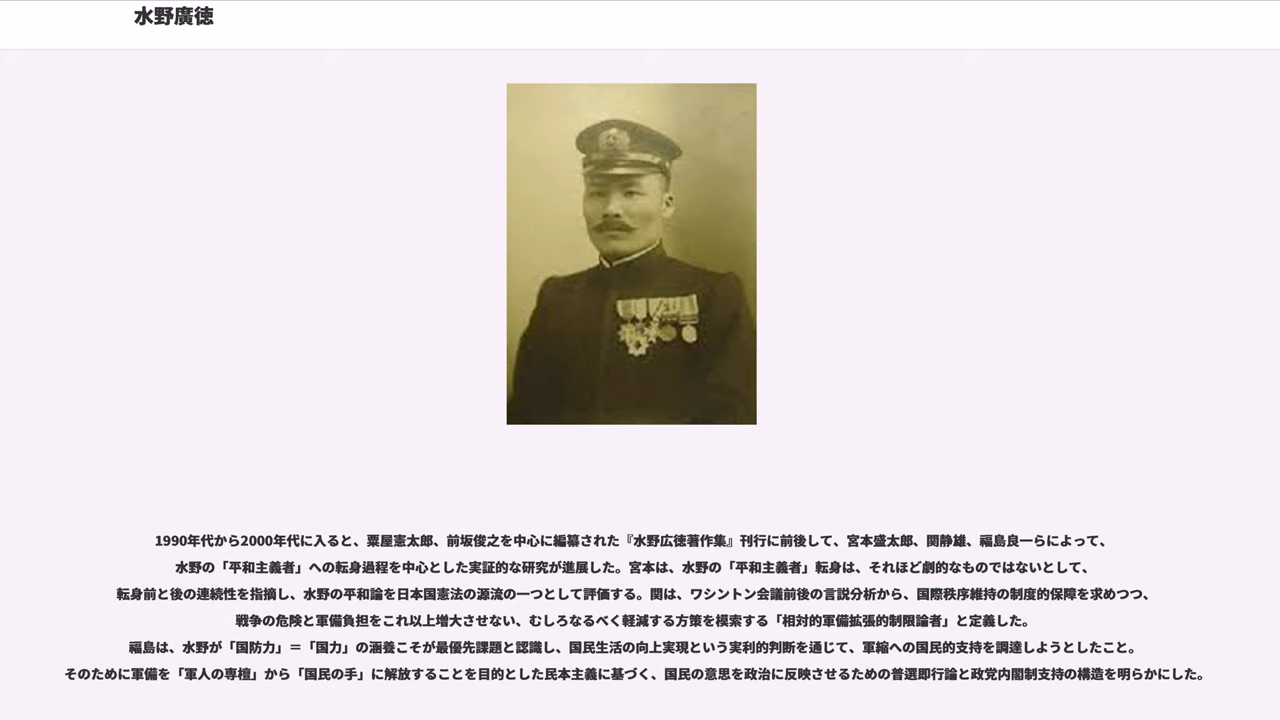 水野廣徳
1990年代から2000年代に入ると、粟屋憲太郎、前坂俊之を中心に編纂された『水野広徳著作集』刊行に前後して、宮本盛太郎、関静雄、福島良一らによって、
水野の「平和主義者」への転身過程を中心とした実証的な研究が進展した。宮本は、水野の「平和主義者」転身は、それほど劇的なものではないとして、
転身前と後の連続性を指摘し、水野の平和論を日本国憲法の源流の一つとして評価する。関は、ワシントン会議前後の言説分析から、国際秩序維持の制度的保障を求めつつ、
戦争の危険と軍備負担をこれ以上増大させない、むしろなるべく軽減する方策を模索する「相対的軍備拡張的制限論者」と定義した。
福島は、水野が「国防力」＝「国力」の涵養こそが最優先課題と認識し、国民生活の向上実現という実利的判断を通じて、軍縮への国民的支持を調達しようとしたこと。
そのために軍備を「軍人の専檀」から「国民の手」に解放することを目的とした民本主義に基づく、国民の意思を政治に反映させるための普選即行論と政党内閣制支持の構造を明らかにした。